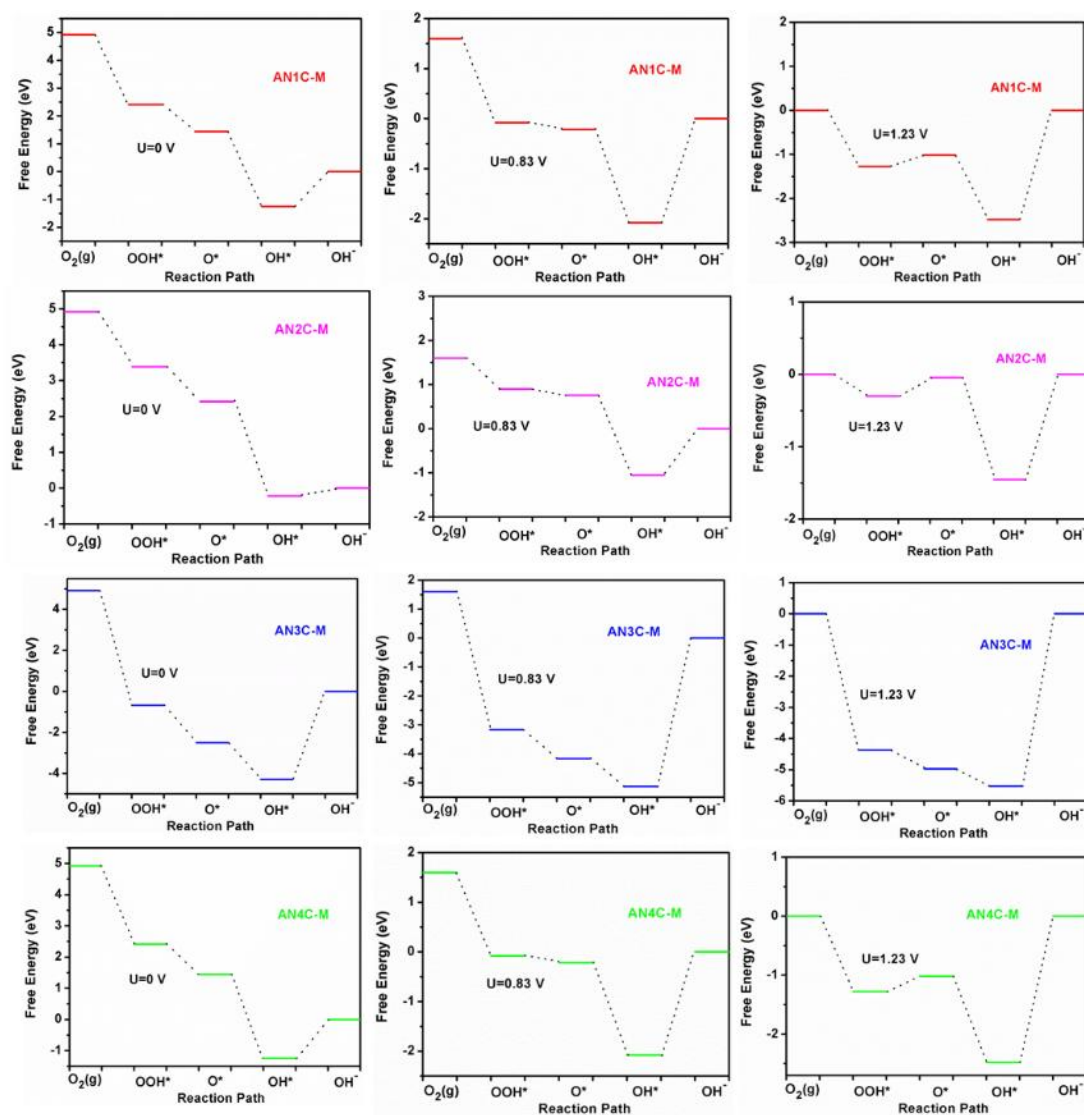 5
4
3
2
1
0
-1
-2
Free Energy (eV)
AN1C-M
U=0 V
O₂(g) OOH* O* OH* OH⁻
Reaction Path
2
1
0
-1
-2
Free Energy (eV)
AN1C-M
U=0.83 V
O₂(g) OOH* O* OH* OH⁻
Reaction Path
2
1
0
-1
-2
-3
Free Energy (eV)
AN1C-M
U=1.23 V
O₂(g) OOH* O* OH* OH⁻
Reaction Path
5
4
3
2
1
0
-1
Free Energy (eV)
AN2C-M
U=0 V
O₂(g) OOH* O* OH* OH⁻
Reaction Path
3
2
1
0
-1
-2
Free Energy (eV)
AN2C-M
U=0.83 V
O₂(g) OOH* O* OH* OH⁻
Reaction Path
1
0
-1
-2
Free Energy (eV)
AN2C-M
U=1.23 V
O₂(g) OOH* O* OH* OH⁻
Reaction Path
4
2
0
-2
-4
Free Energy (eV)
AN3C-M
U=0 V
O₂(g) OOH* O* OH* OH⁻
Reaction Path
2
1
0
-1
-2
-3
-4
-5
Free Energy (eV)
AN3C-M
U=0.83 V
O₂(g) OOH* O* OH* OH⁻
Reaction Path
1
0
-1
-2
-3
-4
-5
-6
Free Energy (eV)
AN3C-M
U=1.23 V
O₂(g) OOH* O* OH* OH⁻
Reaction Path
5
4
3
2
1
0
-1
Free Energy (eV)
AN4C-M
U=0 V
O₂(g) OOH* O* OH* OH⁻
Reaction Path
2
1
0
-1
-2
Free Energy (eV)
AN4C-M
U=0.83 V
O₂(g) OOH* O* OH* OH⁻
Reaction Path
1
0
-1
-2
Free Energy (eV)
AN4C-M
U=1.23 V
O₂(g) OOH* O* OH* OH⁻
Reaction Path